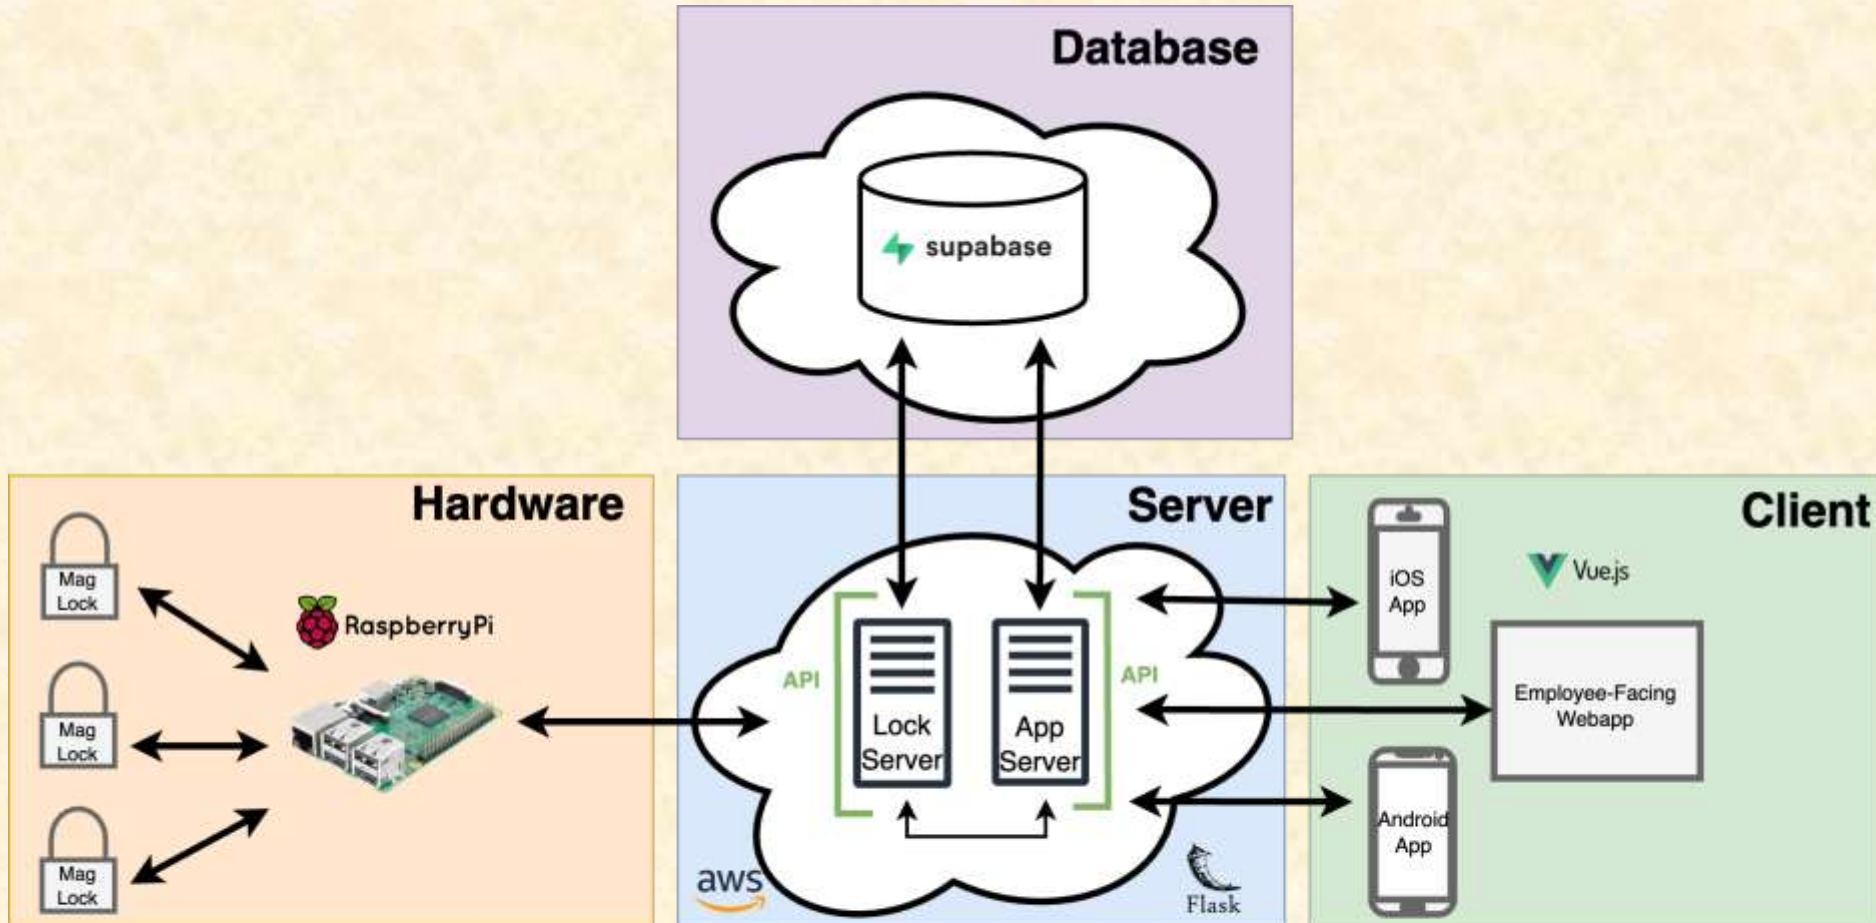 Database
supabase
Hardware
Mag
Lock
RaspberryPi
Mag
Lock
Mag
Lock
Server
API
API
Lock
Server
App
Server
aws
Flask
Client
iOS
App
Vue.js
Employee-Facing
Webapp
Android
App